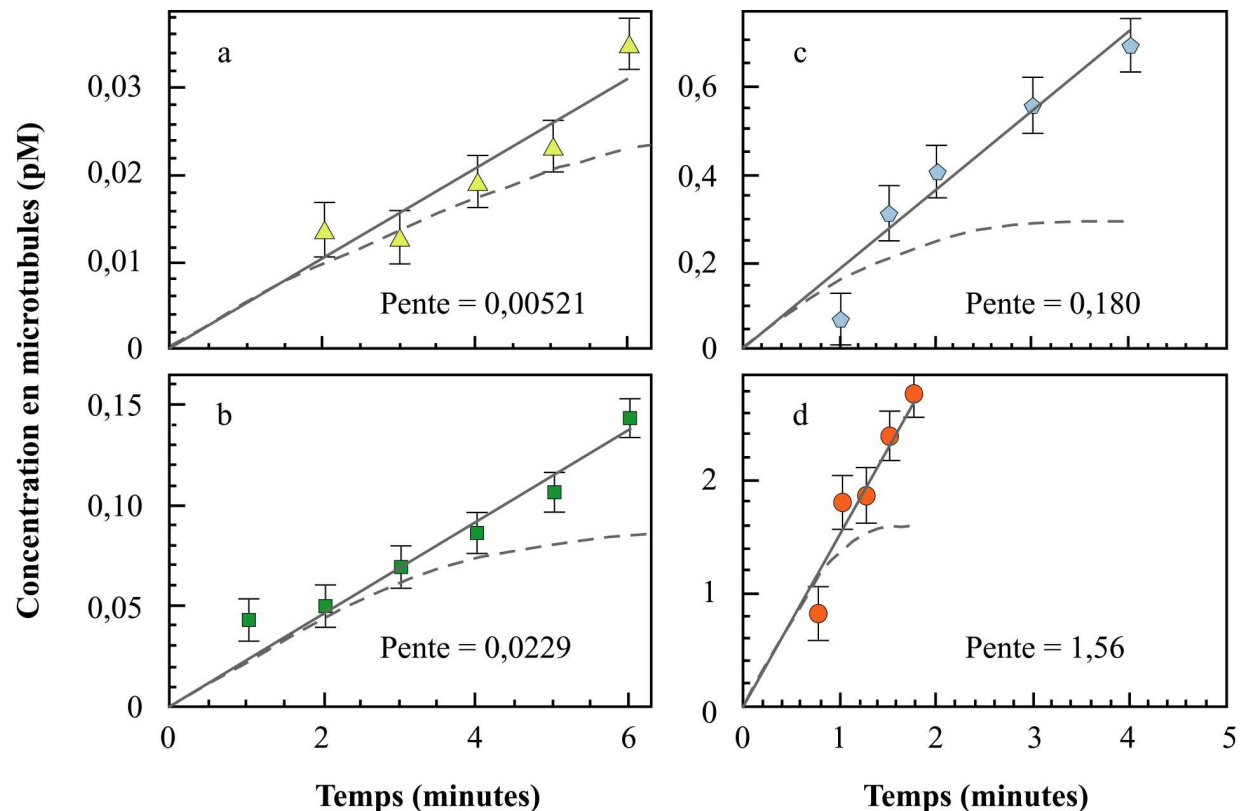 Concentration en microtubules (pM)
a
0,03
0,02
0,01
0
Pente = 0,00521
c
0,6
0,4
0,2
0
Pente = 0,180
b
0,15
0,10
0,05
0
Pente = 0,0229
0 2 4 6
Temps (minutes)
d
2
1
0
Pente = 1,56
0 1 2 3 4 5
Temps (minutes)